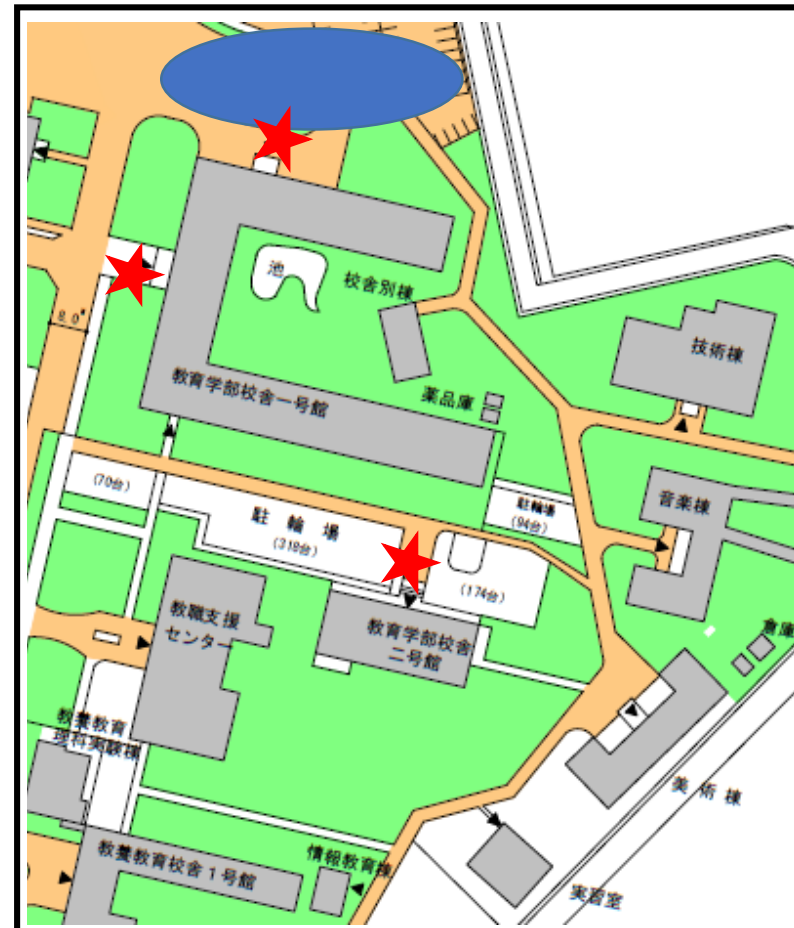 池
校舎別棟
技術棟
8.0m
教育学部校舎一号館
薬品庫
(70台)
駐輪場
(94台)
音楽棟
駐 輪 場
(318台)
(174台)
教職支援
センター
教育学部校舎
二号館
倉庫
教養教育
理科実験棟
美 術 棟
教養教育校舎1号館
情報教育棟
実習室